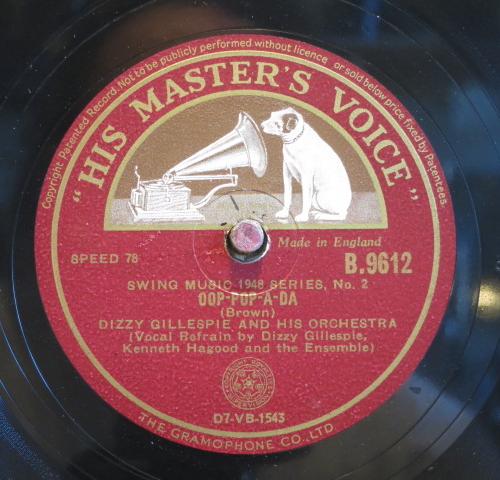 Copyright Patented Record. Not to be publicly performed without licence or sold below price fixed by Patentees.
"HIS MASTER'S VOICE"
Made in England
SPEED 78
B.9612
SWING MUSIC 1948 SERIES, No. 2
OOP-POP-A-DA
(Brown)
DIZZY GILLESPIE AND HIS ORCHESTRA
(Vocal Refrain by Dizzy Gillespie,
Kenneth Hagood and the Ensemble)
D7-VB-1543
THE GRAMOPHONE CO. LTD